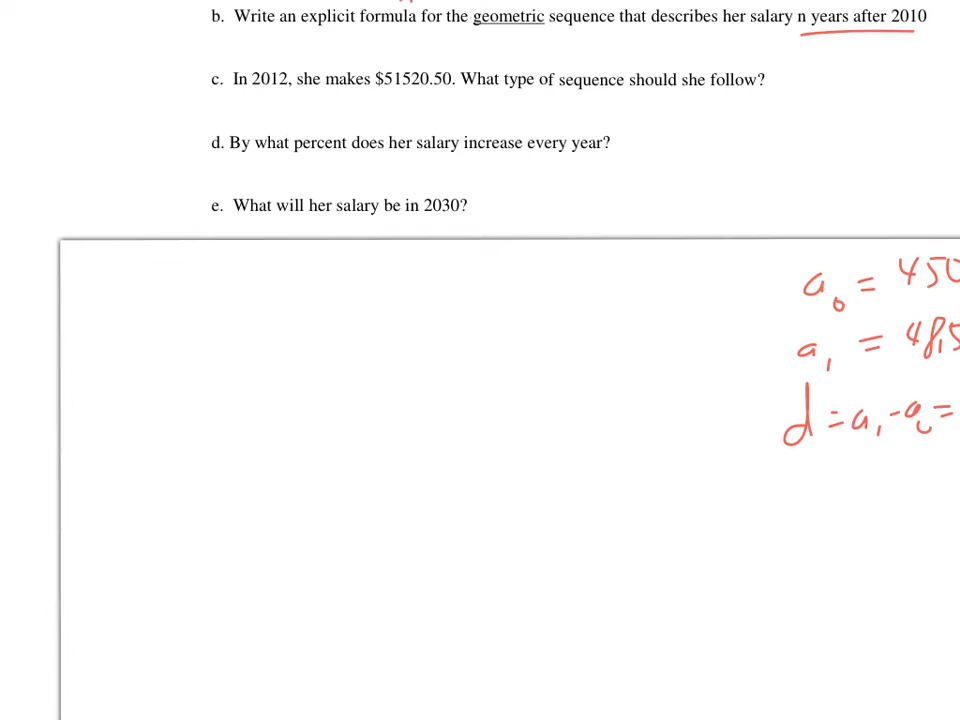 b. Write an explicit formula for the geometric sequence that describes her salary n years after 2010
c. In 2012, she makes $51520.50. What type of sequence should she follow?
d. By what percent does her salary increase every year?
e. What will her salary be in 2030?
a₀ = 450
a₁ = 48,5
d = a₁ - a₀ =